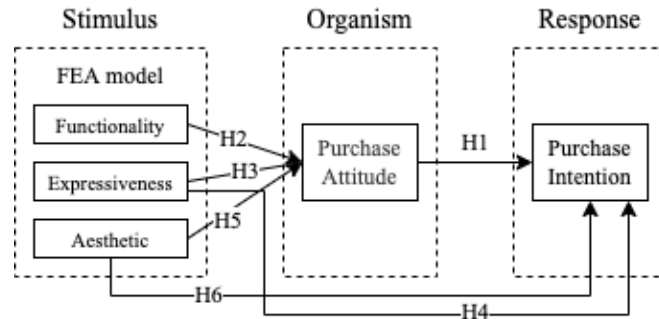 Stimulus
Organism
Response
FEA model
Functionality
Expressiveness
Aesthetic
H2
H3
H5
Purchase
Attitude
H1
Purchase
Intention
H6
H4